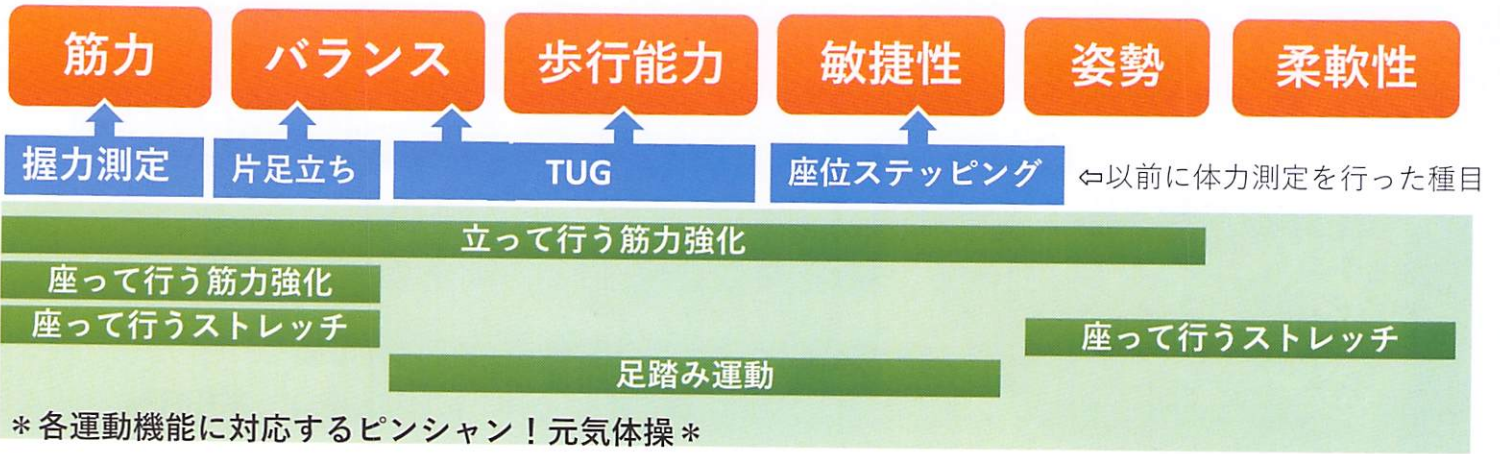 筋力 バランス 歩行能力 敏捷性 姿勢 柔軟性
握力測定 片足立ち TUG 座位ステッピング ⇦以前に体力測定を行った種目
立って行う筋力強化
座って行う筋力強化
座って行うストレッチ 座って行うストレッチ
足踏み運動
＊各運動機能に対応するピンシャン！元気体操＊